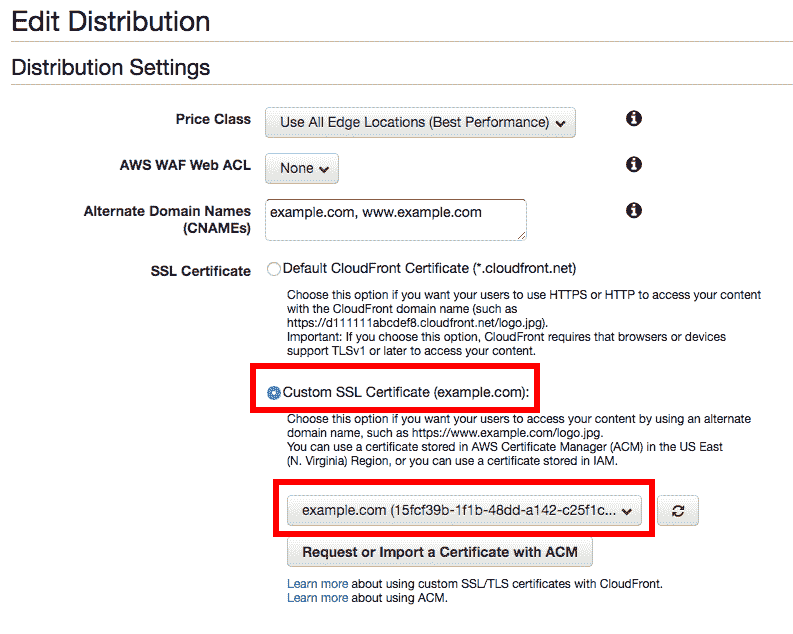 Edit Distribution
Distribution Settings
Price Class
Use All Edge Locations (Best Performance)
AWS WAF Web ACL
None
Alternate Domain Names
(CNAMEs)
example.com, www.example.com
SSL Certificate
Default CloudFront Certificate (*.cloudfront.net)
Choose this option if you want your users to use HTTPS or HTTP to access your content
with the CloudFront domain name (such as
https://d111111abcdef8.cloudfront.net/logo.jpg).
Important: If you choose this option, CloudFront requires that browsers or devices
support TLSv1 or later to access your content.
Custom SSL Certificate (example.com):
Choose this option if you want your users to access your content by using an alternate
domain name, such as https://www.example.com/logo.jpg.
You can use a certificate stored in AWS Certificate Manager (ACM) in the US East
(N. Virginia) Region, or you can use a certificate stored in IAM.
example.com (15fcf39b-1f1b-48dd-a142-c25f1c...
Request or Import a Certificate with ACM
Learn more about using custom SSL/TLS certificates with CloudFront.
Learn more about using ACM.